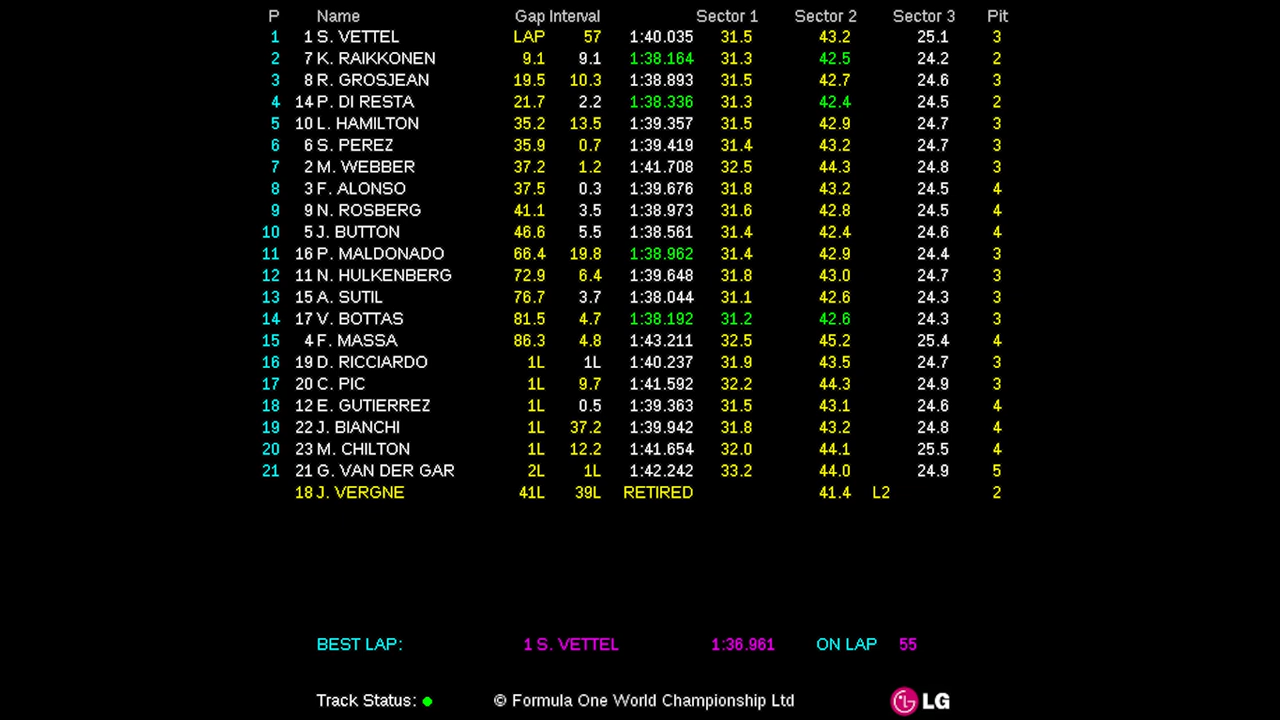 P Name Gap Interval Sector 1 Sector 2 Sector 3 Pit
1 1 S. VETTEL LAP 57 1:40.035 31.5 43.2 25.1 3
2 7 K. RAIKKONEN 9.1 9.1 1:38.164 31.3 42.5 24.2 2
3 8 R. GROSJEAN 19.5 10.3 1:38.893 31.5 42.7 24.6 3
4 14 P. DI RESTA 21.7 2.2 1:38.336 31.3 42.4 24.5 2
5 10 L. HAMILTON 35.2 13.5 1:39.357 31.5 42.9 24.7 3
6 6 S. PEREZ 35.9 0.7 1:39.419 31.4 43.2 24.7 3
7 2 M. WEBBER 37.2 1.2 1:41.708 32.5 44.3 24.8 3
8 3 F. ALONSO 37.5 0.3 1:39.676 31.8 43.2 24.5 4
9 9 N. ROSBERG 41.1 3.5 1:38.973 31.6 42.8 24.5 4
10 5 J. BUTTON 46.6 5.5 1:38.561 31.4 42.4 24.6 4
11 16 P. MALDONADO 66.4 19.8 1:38.962 31.4 42.9 24.4 3
12 11 N. HULKENBERG 72.9 6.4 1:39.648 31.8 43.0 24.7 3
13 15 A. SUTIL 76.7 3.7 1:38.044 31.1 42.6 24.3 3
14 17 V. BOTTAS 81.5 4.7 1:38.192 31.2 42.6 24.3 3
15 4 F. MASSA 86.3 4.8 1:43.211 32.5 45.2 25.4 4
16 19 D. RICCIARDO 1L 1L 1:40.237 31.9 43.5 24.7 3
17 20 C. PIC 1L 9.7 1:41.592 32.2 44.3 24.9 3
18 12 E. GUTIERREZ 1L 0.5 1:39.363 31.5 43.1 24.6 4
19 22 J. BIANCHI 1L 37.2 1:39.942 31.8 43.2 24.8 4
20 23 M. CHILTON 1L 12.2 1:41.654 32.0 44.1 25.5 4
21 21 G. VAN DER GAR 2L 1L 1:42.242 33.2 44.0 24.9 5
18 J. VERGNE 41L 39L RETIRED 41.4 L2 2
BEST LAP: 1 S. VETTEL 1:36.961 ON LAP 55
Track Status: © Formula One World Championship Ltd LG